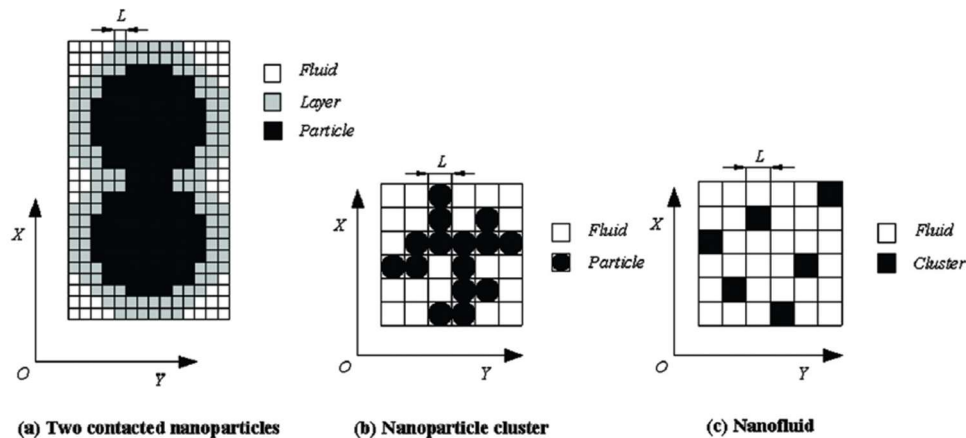 L
Fluid
Layer
Particle
X
O
Y
(a) Two contacted nanoparticles
L
Fluid
Particle
X
O
Y
(b) Nanoparticle cluster
L
Fluid
Cluster
X
O
Y
(c) Nanofluid